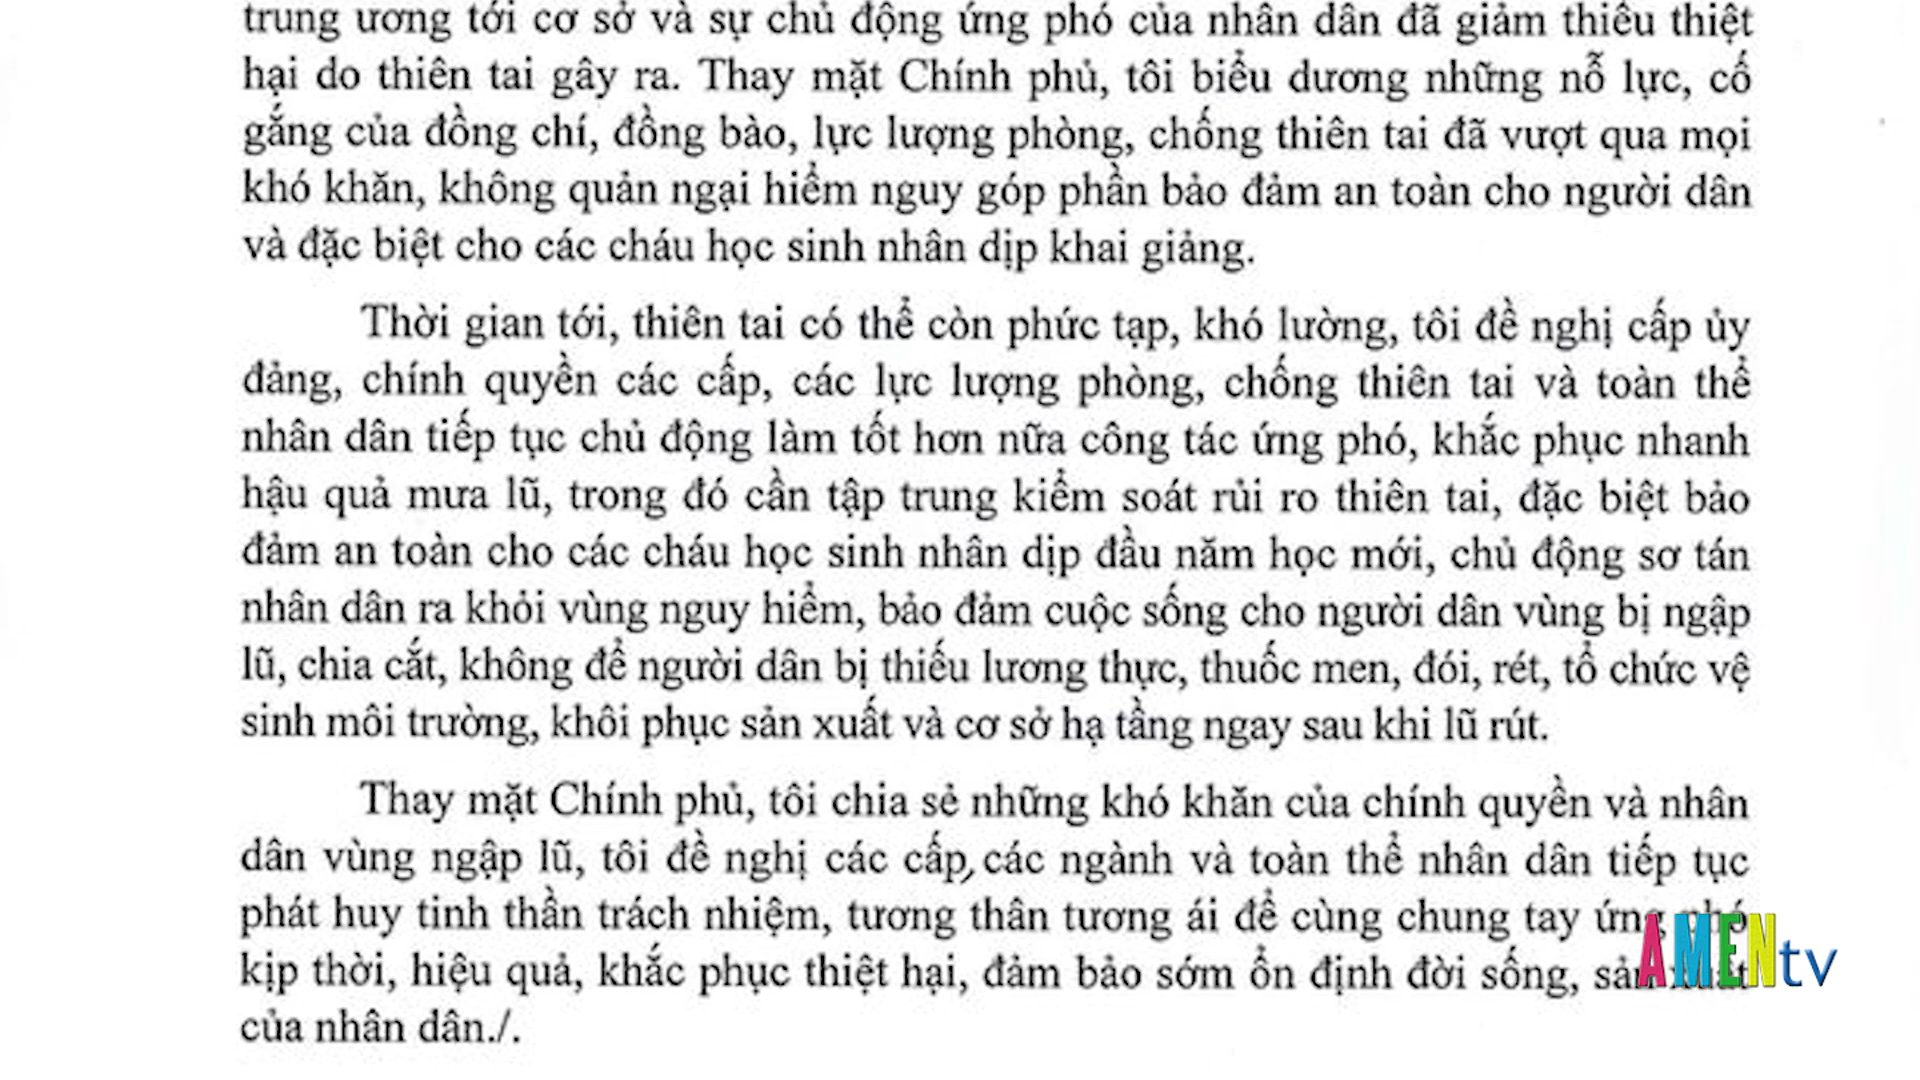 trung ương tới cơ sở và sự chủ động ứng phó của nhân dân đã giảm thiểu thiệt
hại do thiên tai gây ra. Thay mặt Chính phủ, tôi biểu dương những nỗ lực, cố
gắng của đồng chí, đồng bào, lực lượng phòng, chống thiên tai đã vượt qua mọi
khó khăn, không quản ngại hiểm nguy góp phần bảo đảm an toàn cho người dân
và đặc biệt cho các cháu học sinh nhân dịp khai giảng.
Thời gian tới, thiên tai có thể còn phức tạp, khó lường, tôi đề nghị cấp ủy
đảng, chính quyền các cấp, các lực lượng phòng, chống thiên tai và toàn thể
nhân dân tiếp tục chủ động làm tốt hơn nữa công tác ứng phó, khắc phục nhanh
hậu quả mưa lũ, trong đó cần tập trung kiểm soát rủi ro thiên tai, đặc biệt bảo
đảm an toàn cho các cháu học sinh nhân dịp đầu năm học mới, chủ động sơ tán
nhân dân ra khỏi vùng nguy hiểm, bảo đảm cuộc sống cho người dân vùng bị ngập
lũ, chia cắt, không để người dân bị thiếu lương thực, thuốc men, đói, rét, tổ chức vệ
sinh môi trường, khôi phục sản xuất và cơ sở hạ tầng ngay sau khi lũ rút.
Thay mặt Chính phủ, tôi chia sẻ những khó khăn của chính quyền và nhân
dân vùng ngập lũ, tôi đề nghị các cấp, các ngành và toàn thể nhân dân tiếp tục
phát huy tinh thần trách nhiệm, tương thân tương ái để cùng chung tay ứng phó
kịp thời, hiệu quả, khắc phục thiệt hại, đảm bảo sớm ổn định đời sống, sản xuất
của nhân dân./.
AMENtv